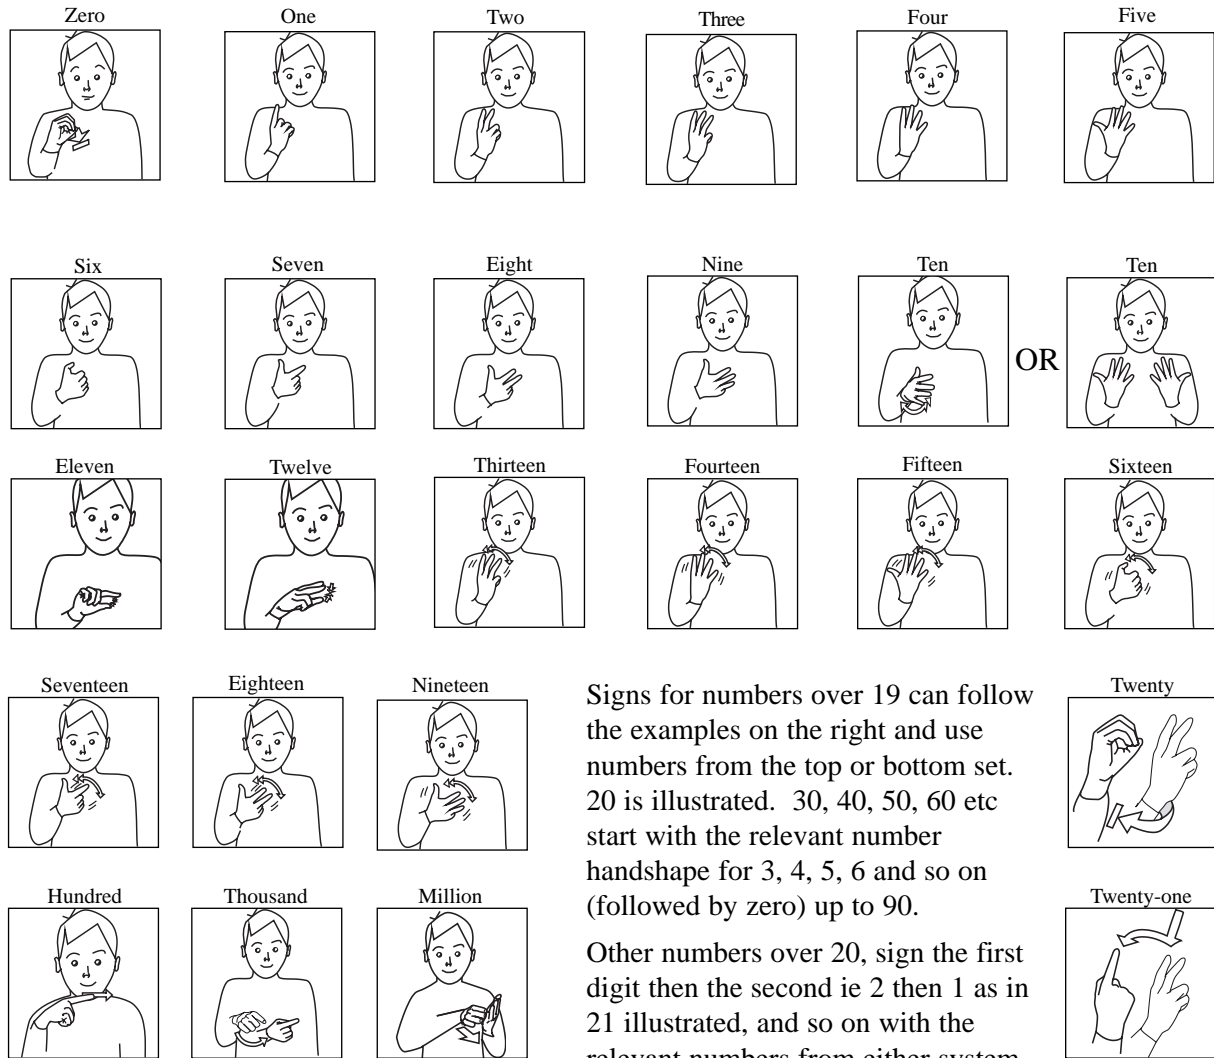 Zero One Two Three Four Five
Six Seven Eight Nine Ten Ten
OR
Eleven Twelve Thirteen Fourteen Fifteen Sixteen
Seventeen Eighteen Nineteen
Signs for numbers over 19 can follow
the examples on the right and use
numbers from the top or bottom set.
20 is illustrated. 30, 40, 50, 60 etc
start with the relevant number
handshape for 3, 4, 5, 6 and so on
(followed by zero) up to 90.
Twenty
Hundred Thousand Million
Other numbers over 20, sign the first
digit then the second ie 2 then 1 as in
21 illustrated, and so on with the
relevant numbers from either system
Twenty-one